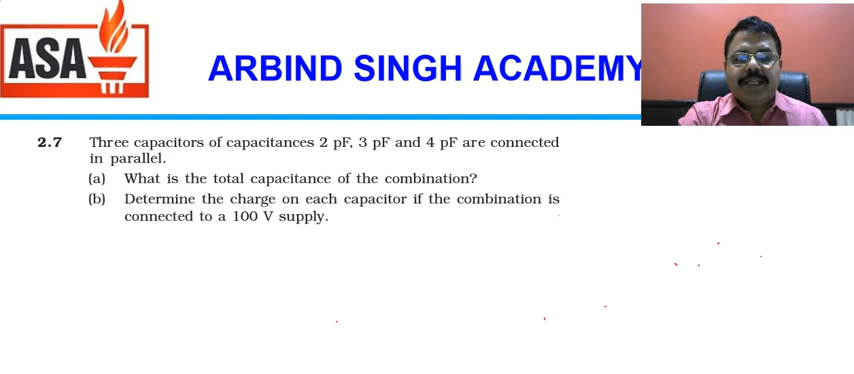 ASA
ARBIND SINGH ACADEMY
2.7 Three capacitors of capacitances 2 pF, 3 pF and 4 pF are connected
in parallel.
(a) What is the total capacitance of the combination?
(b) Determine the charge on each capacitor if the combination is
connected to a 100 V supply.